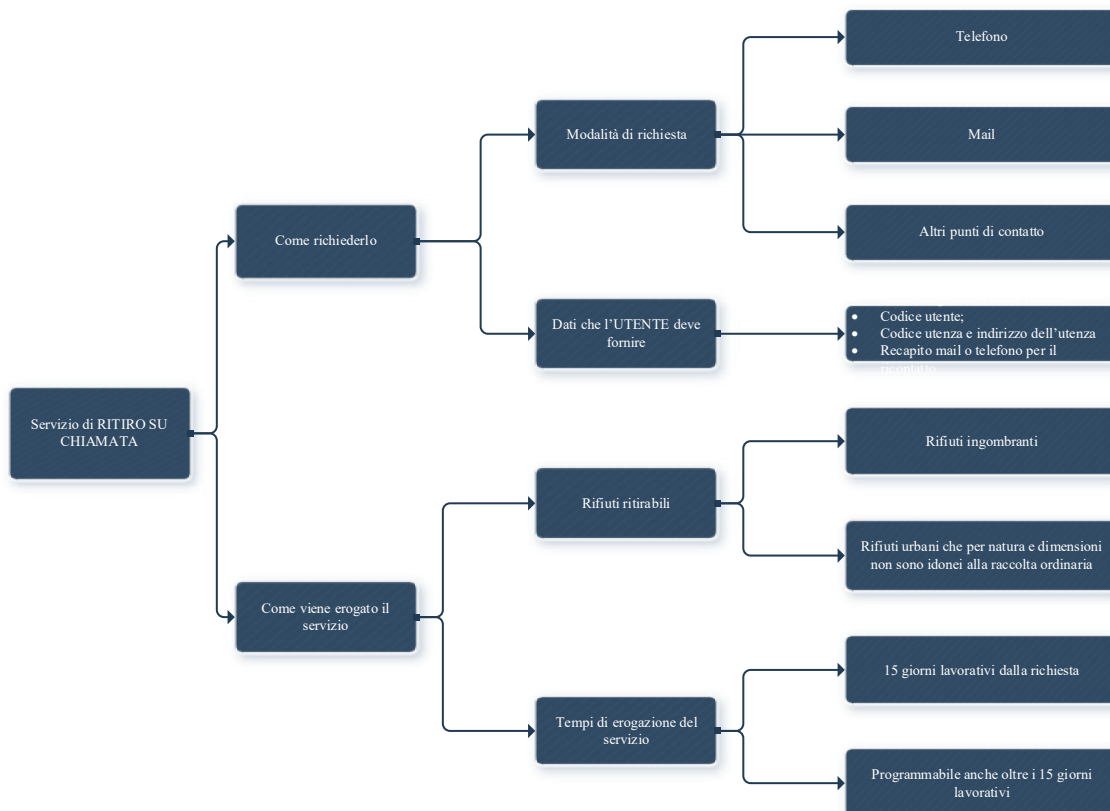 Telefono
Modalità di richiesta
Mail
Come richiederlo
Altri punti di contatto
Dati che l’UTENTE deve
fornire
• Codice utente;
• Codice utenza e indirizzo dell’utenza
• Recapito mail o telefono per il
ricontatto
Servizio di RITIRO SU
CHIAMATA
Rifiuti ingombranti
Rifiuti ritirabili
Rifiuti urbani che per natura e dimensioni
non sono idonei alla raccolta ordinaria
Come viene erogato il
servizio
15 giorni lavorativi dalla richiesta
Tempi di erogazione del
servizio
Programmabile anche oltre i 15 giorni
lavorativi